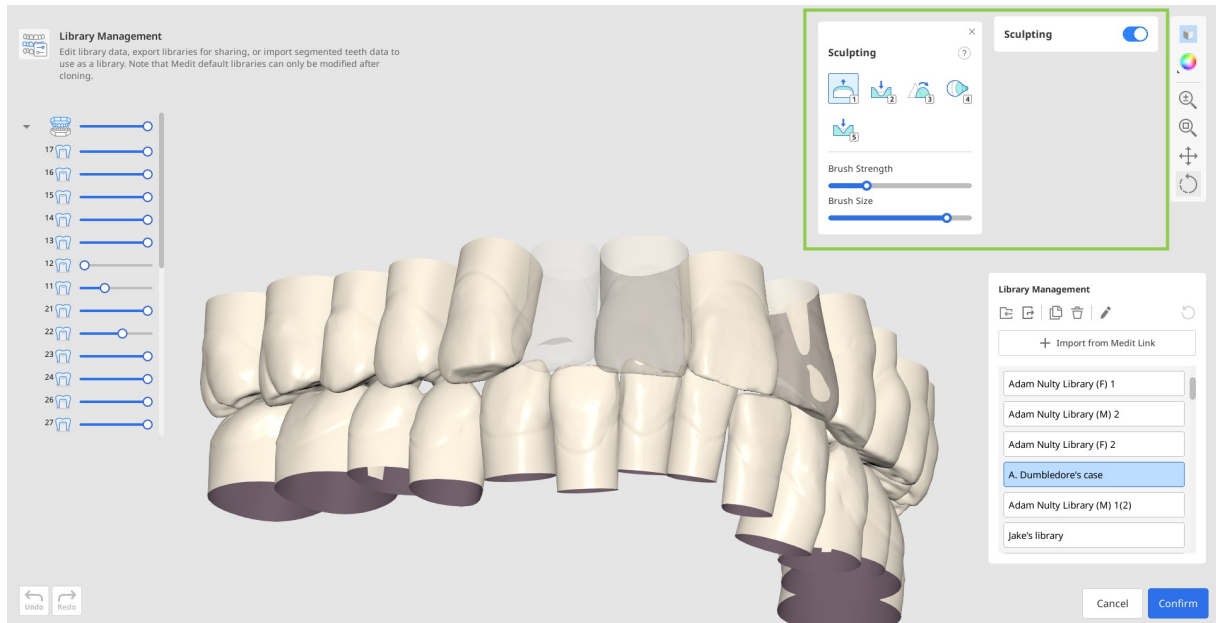 Library Management
Edit library data, export libraries for sharing, or import segmented teeth data to
use as a library. Note that Medit default libraries can only be modified after
cloning.
17
16
15
14
13
12
11
21
22
23
24
26
27
Undo
Redo
Sculpting
?
1
2
3
4
5
Brush Strength
Brush Size
Sculpting
Library Management
Import from Medit Link
Adam Nulty Library (F) 1
Adam Nulty Library (M) 2
Adam Nulty Library (F) 2
A. Dumbledore's case
Adam Nulty Library (M) 1(2)
Jake's library
Cancel
Confirm